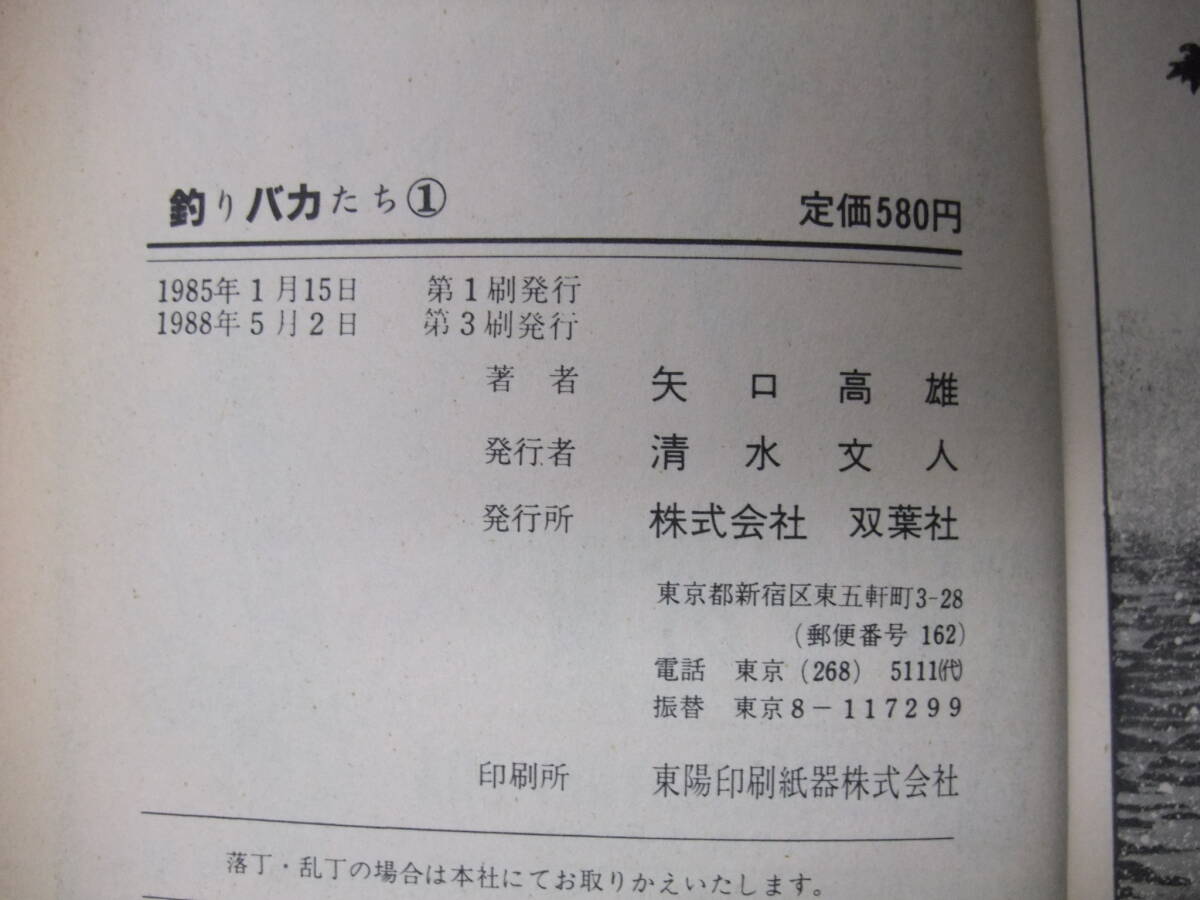 釣りバカたち① 定価580円
1985年1月15日 第1刷発行
1988年5月2日 第3刷発行
著者 矢口高雄
発行者 清水文人
発行所 株式会社 双葉社
東京都新宿区東五軒町3-28
(郵便番号 162)
電話 東京(268) 5111㈹
振替 東京8-117299
印刷所 東陽印刷紙器株式会社
落丁・乱丁の場合は本社にてお取りかえいたします。